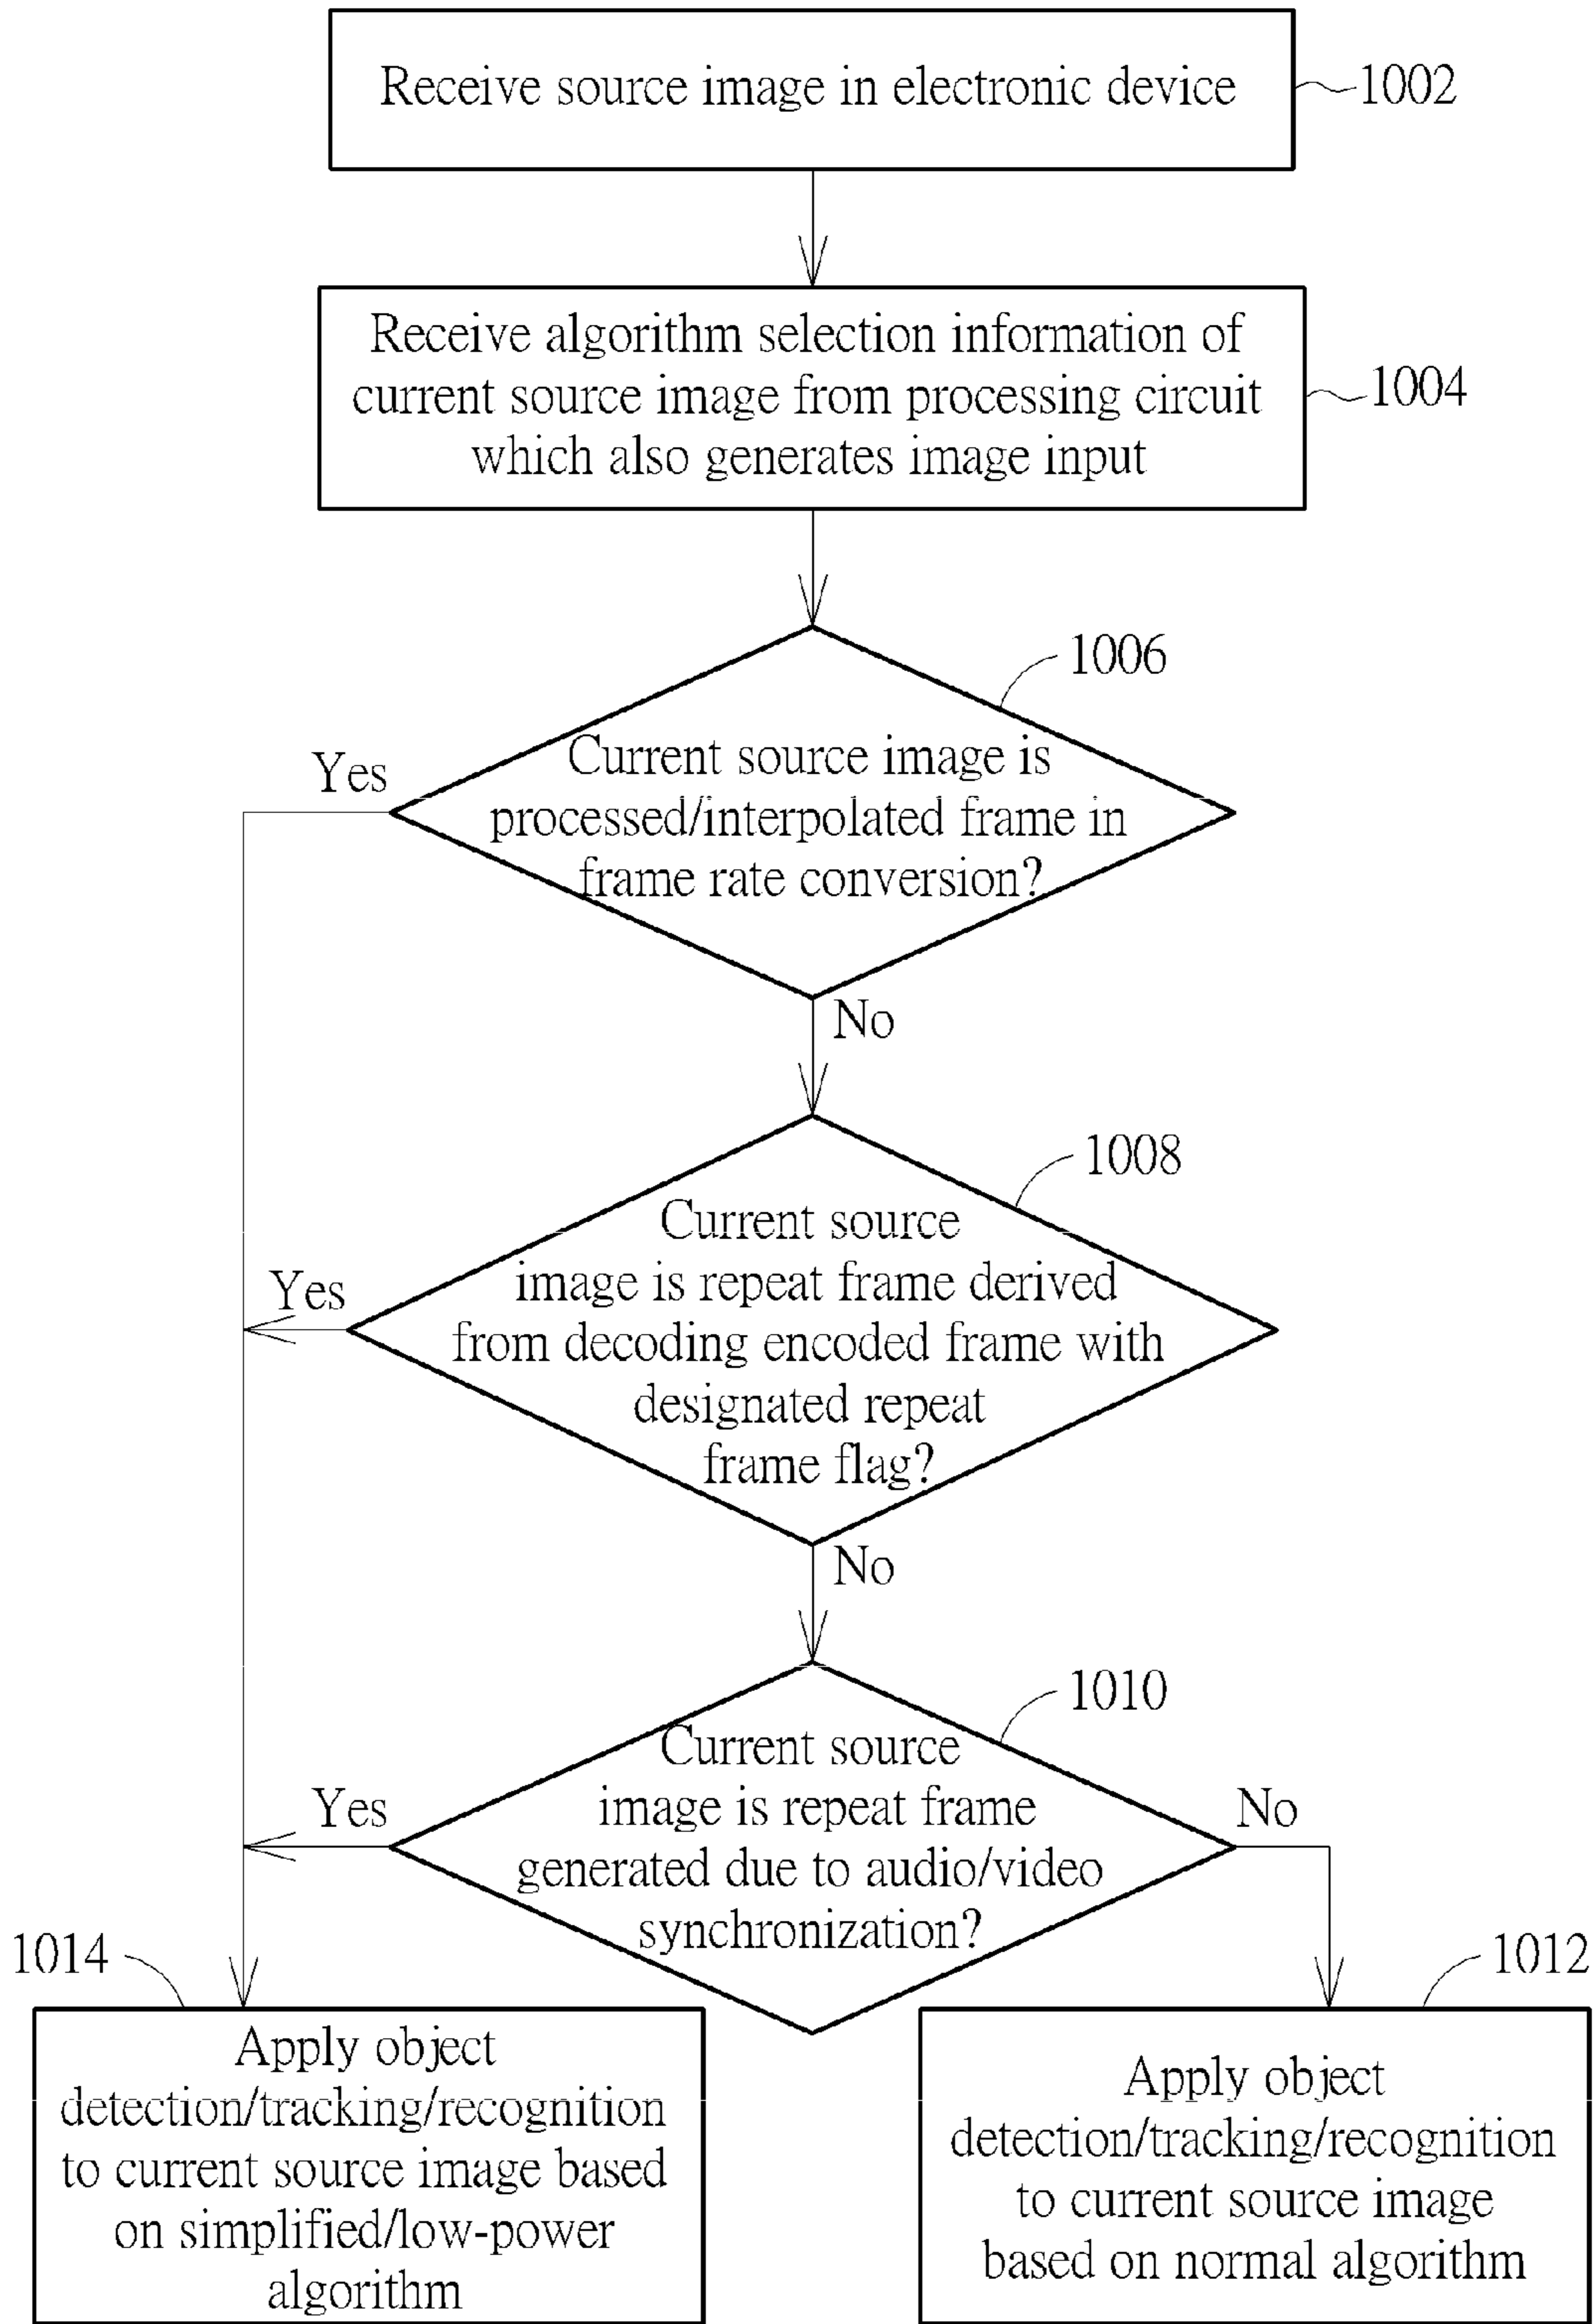 Receive source image in electronic device
1002
Receive algorithm selection information of
current source image from processing circuit
which also generates image input
1004
1006
Current source image is
processed/interpolated frame in
frame rate conversion?
Yes
No
1008
Current source
image is repeat frame derived
from decoding encoded frame with
designated repeat
frame flag?
Yes
No
1010
Current source
image is repeat frame
generated due to audio/video
synchronization?
Yes
No
1014
Apply object
detection/tracking/recognition
to current source image based
on simplified/low-power
algorithm
1012
Apply object
detection/tracking/recognition
to current source image
based on normal algorithm